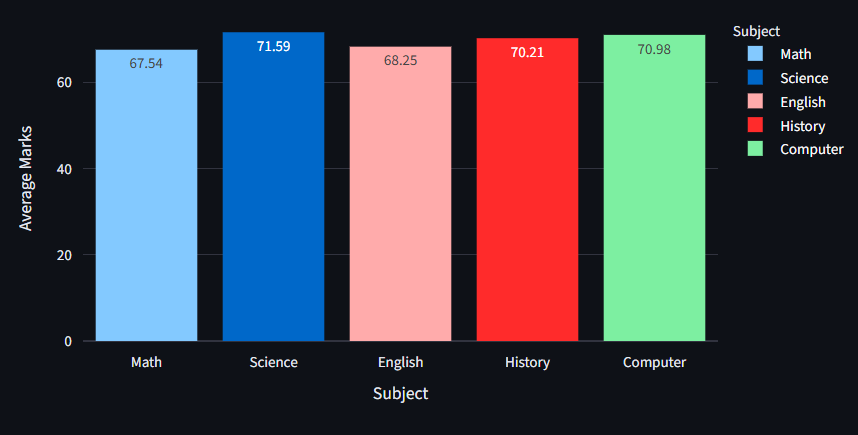 Subject
Math
Science
English
History
Computer
67.54
71.59
68.25
70.21
70.98
60
40
20
0
Average Marks
Math
Science
English
History
Computer
Subject